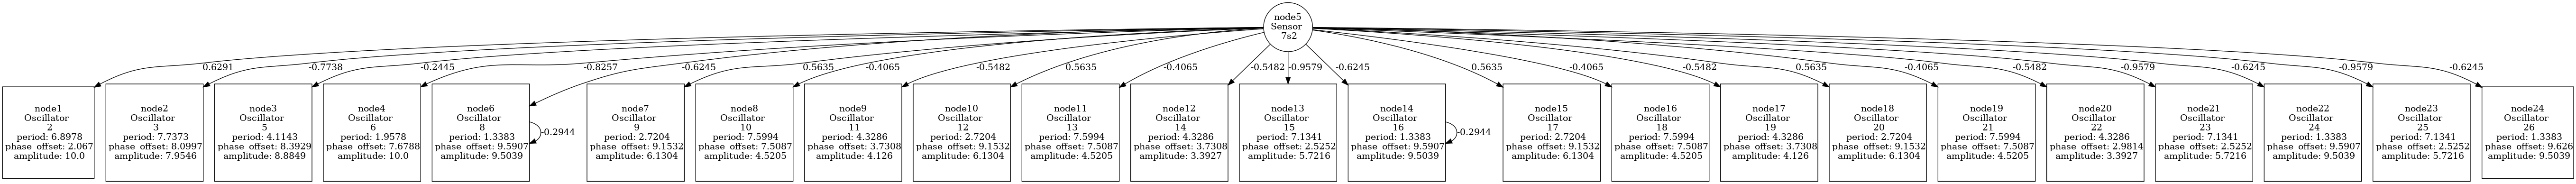 node5
Sensor
7s2
0.6291
-0.7738
-0.2445
-0.8257
-0.6245
0.5635
-0.4065
-0.5482
0.5635
-0.4065
-0.5482
-0.9579
-0.6245
0.5635
-0.4065
-0.5482
0.5635
-0.4065
-0.5482
-0.9579
-0.6245
-0.9579
-0.6245
node1
Oscillator
2
period: 6.8978
phase_offset: 2.067
amplitude: 10.0
node2
Oscillator
3
period: 7.7373
phase_offset: 8.0997
amplitude: 7.9546
node3
Oscillator
5
period: 4.1143
phase_offset: 8.3929
amplitude: 8.8849
node4
Oscillator
6
period: 1.9578
phase_offset: 7.6788
amplitude: 10.0
node6
Oscillator
8
period: 1.3383
phase_offset: 9.5907
amplitude: 9.5039
-0.2944
node7
Oscillator
9
period: 2.7204
phase_offset: 9.1532
amplitude: 6.1304
node8
Oscillator
10
period: 7.5994
phase_offset: 7.5087
amplitude: 4.5205
node9
Oscillator
11
period: 4.3286
phase_offset: 3.7308
amplitude: 4.126
node10
Oscillator
12
period: 2.7204
phase_offset: 9.1532
amplitude: 6.1304
node11
Oscillator
13
period: 7.5994
phase_offset: 7.5087
amplitude: 4.5205
node12
Oscillator
14
period: 4.3286
phase_offset: 3.7308
amplitude: 3.3927
node13
Oscillator
15
period: 7.1341
phase_offset: 2.5252
amplitude: 5.7216
node14
Oscillator
16
period: 1.3383
phase_offset: 9.5907
amplitude: 9.5039
-0.2944
node15
Oscillator
17
period: 2.7204
phase_offset: 9.1532
amplitude: 6.1304
node16
Oscillator
18
period: 7.5994
phase_offset: 7.5087
amplitude: 4.5205
node17
Oscillator
19
period: 4.3286
phase_offset: 3.7308
amplitude: 4.126
node18
Oscillator
20
period: 2.7204
phase_offset: 9.1532
amplitude: 6.1304
node19
Oscillator
21
period: 7.5994
phase_offset: 7.5087
amplitude: 4.5205
node20
Oscillator
22
period: 4.3286
phase_offset: 2.9814
amplitude: 3.3927
node21
Oscillator
23
period: 7.1341
phase_offset: 2.5252
amplitude: 5.7216
node22
Oscillator
24
period: 1.3383
phase_offset: 9.5907
amplitude: 9.5039
node23
Oscillator
25
period: 7.1341
phase_offset: 2.5252
amplitude: 5.7216
node24
Oscillator
26
period: 1.3383
phase_offset: 9.626
amplitude: 9.5039